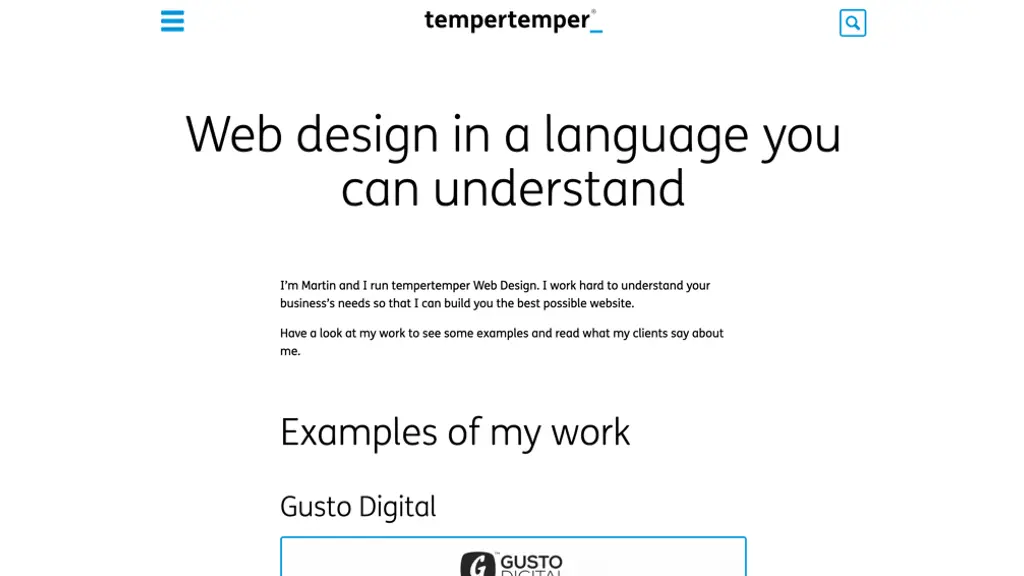 tempertemper®_
Web design in a language you
can understand
I'm Martin and I run tempertemper Web Design. I work hard to understand your
business's needs so that I can build you the best possible website.
Have a look at my work to see some examples and read what my clients say about
me.
Examples of my work
Gusto Digital
G™ GUSTO
DIGITAL